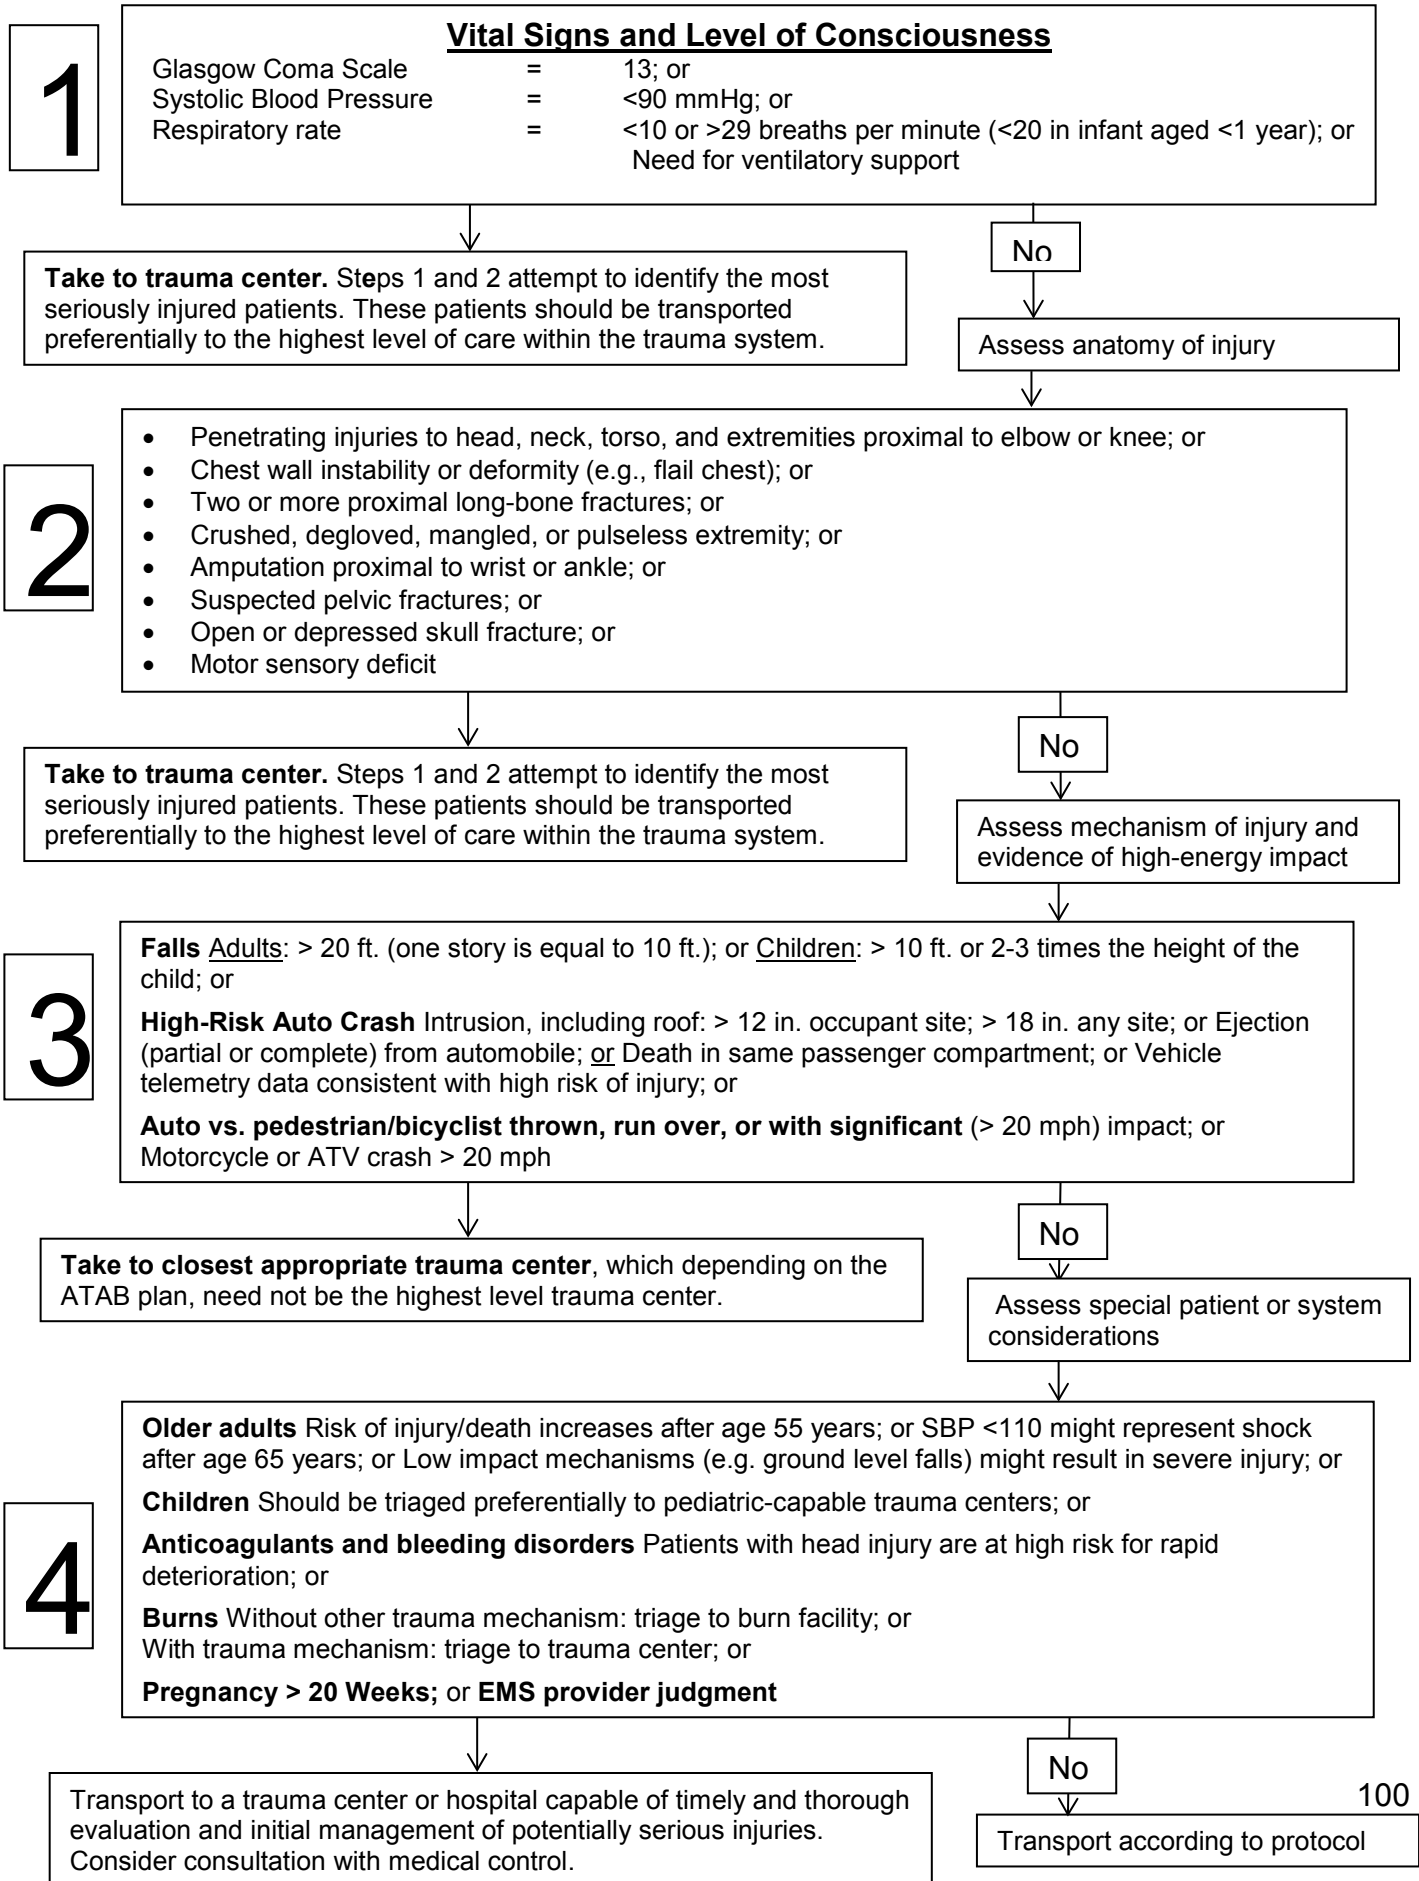 1
Vital Signs and Level of Consciousness
Glasgow Coma Scale = 13; or
Systolic Blood Pressure = <90 mmHg; or
Respiratory rate = <10 or >29 breaths per minute (<20 in infant aged <1 year); or
Need for ventilatory support
No
Take to trauma center. Steps 1 and 2 attempt to identify the most
seriously injured patients. These patients should be transported
preferentially to the highest level of care within the trauma system.
Assess anatomy of injury
2
• Penetrating injuries to head, neck, torso, and extremities proximal to elbow or knee; or
• Chest wall instability or deformity (e.g., flail chest); or
• Two or more proximal long-bone fractures; or
• Crushed, degloved, mangled, or pulseless extremity; or
• Amputation proximal to wrist or ankle; or
• Suspected pelvic fractures; or
• Open or depressed skull fracture; or
• Motor sensory deficit
No
Take to trauma center. Steps 1 and 2 attempt to identify the most
seriously injured patients. These patients should be transported
preferentially to the highest level of care within the trauma system.
Assess mechanism of injury and
evidence of high-energy impact
3
Falls Adults: > 20 ft. (one story is equal to 10 ft.); or Children: > 10 ft. or 2-3 times the height of the
child; or
High-Risk Auto Crash Intrusion, including roof: > 12 in. occupant site; > 18 in. any site; or Ejection
(partial or complete) from automobile; or Death in same passenger compartment; or Vehicle
telemetry data consistent with high risk of injury; or
Auto vs. pedestrian/bicyclist thrown, run over, or with significant (> 20 mph) impact; or
Motorcycle or ATV crash > 20 mph
No
Take to closest appropriate trauma center, which depending on the
ATAB plan, need not be the highest level trauma center.
Assess special patient or system
considerations
4
Older adults Risk of injury/death increases after age 55 years; or SBP <110 might represent shock
after age 65 years; or Low impact mechanisms (e.g. ground level falls) might result in severe injury; or
Children Should be triaged preferentially to pediatric-capable trauma centers; or
Anticoagulants and bleeding disorders Patients with head injury are at high risk for rapid
deterioration; or
Burns Without other trauma mechanism: triage to burn facility; or
With trauma mechanism: triage to trauma center; or
Pregnancy > 20 Weeks; or EMS provider judgment
No
Transport to a trauma center or hospital capable of timely and thorough
evaluation and initial management of potentially serious injuries.
Consider consultation with medical control.
100
Transport according to protocol